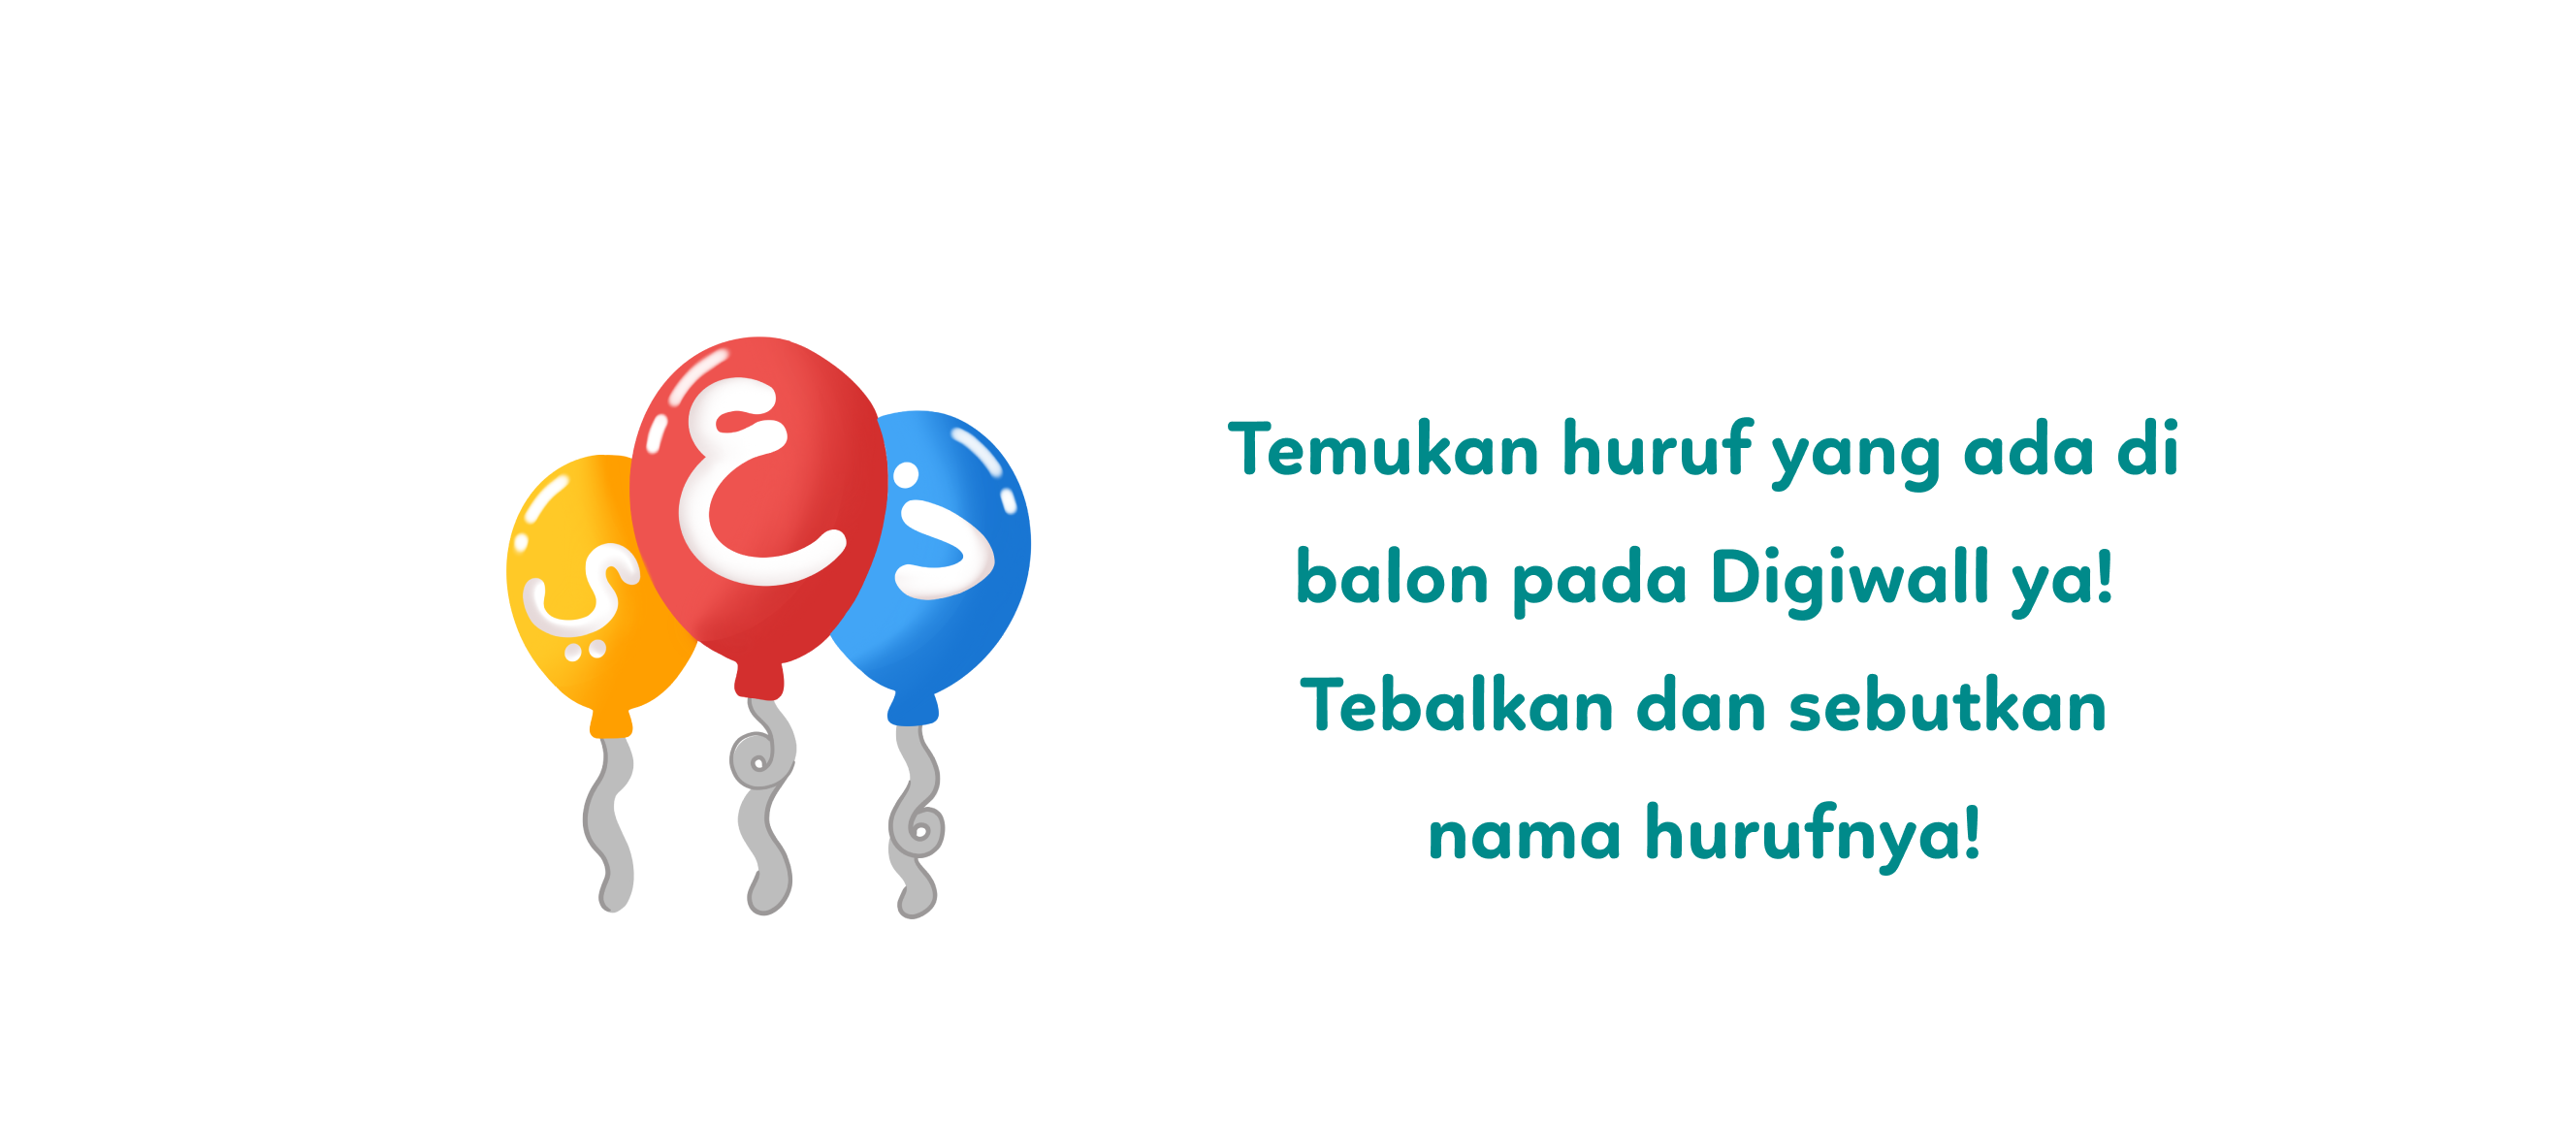 ي
ع
ذ
Temukan huruf yang ada di
balon pada Digiwall ya!
Tebalkan dan sebutkan
nama hurufnya!